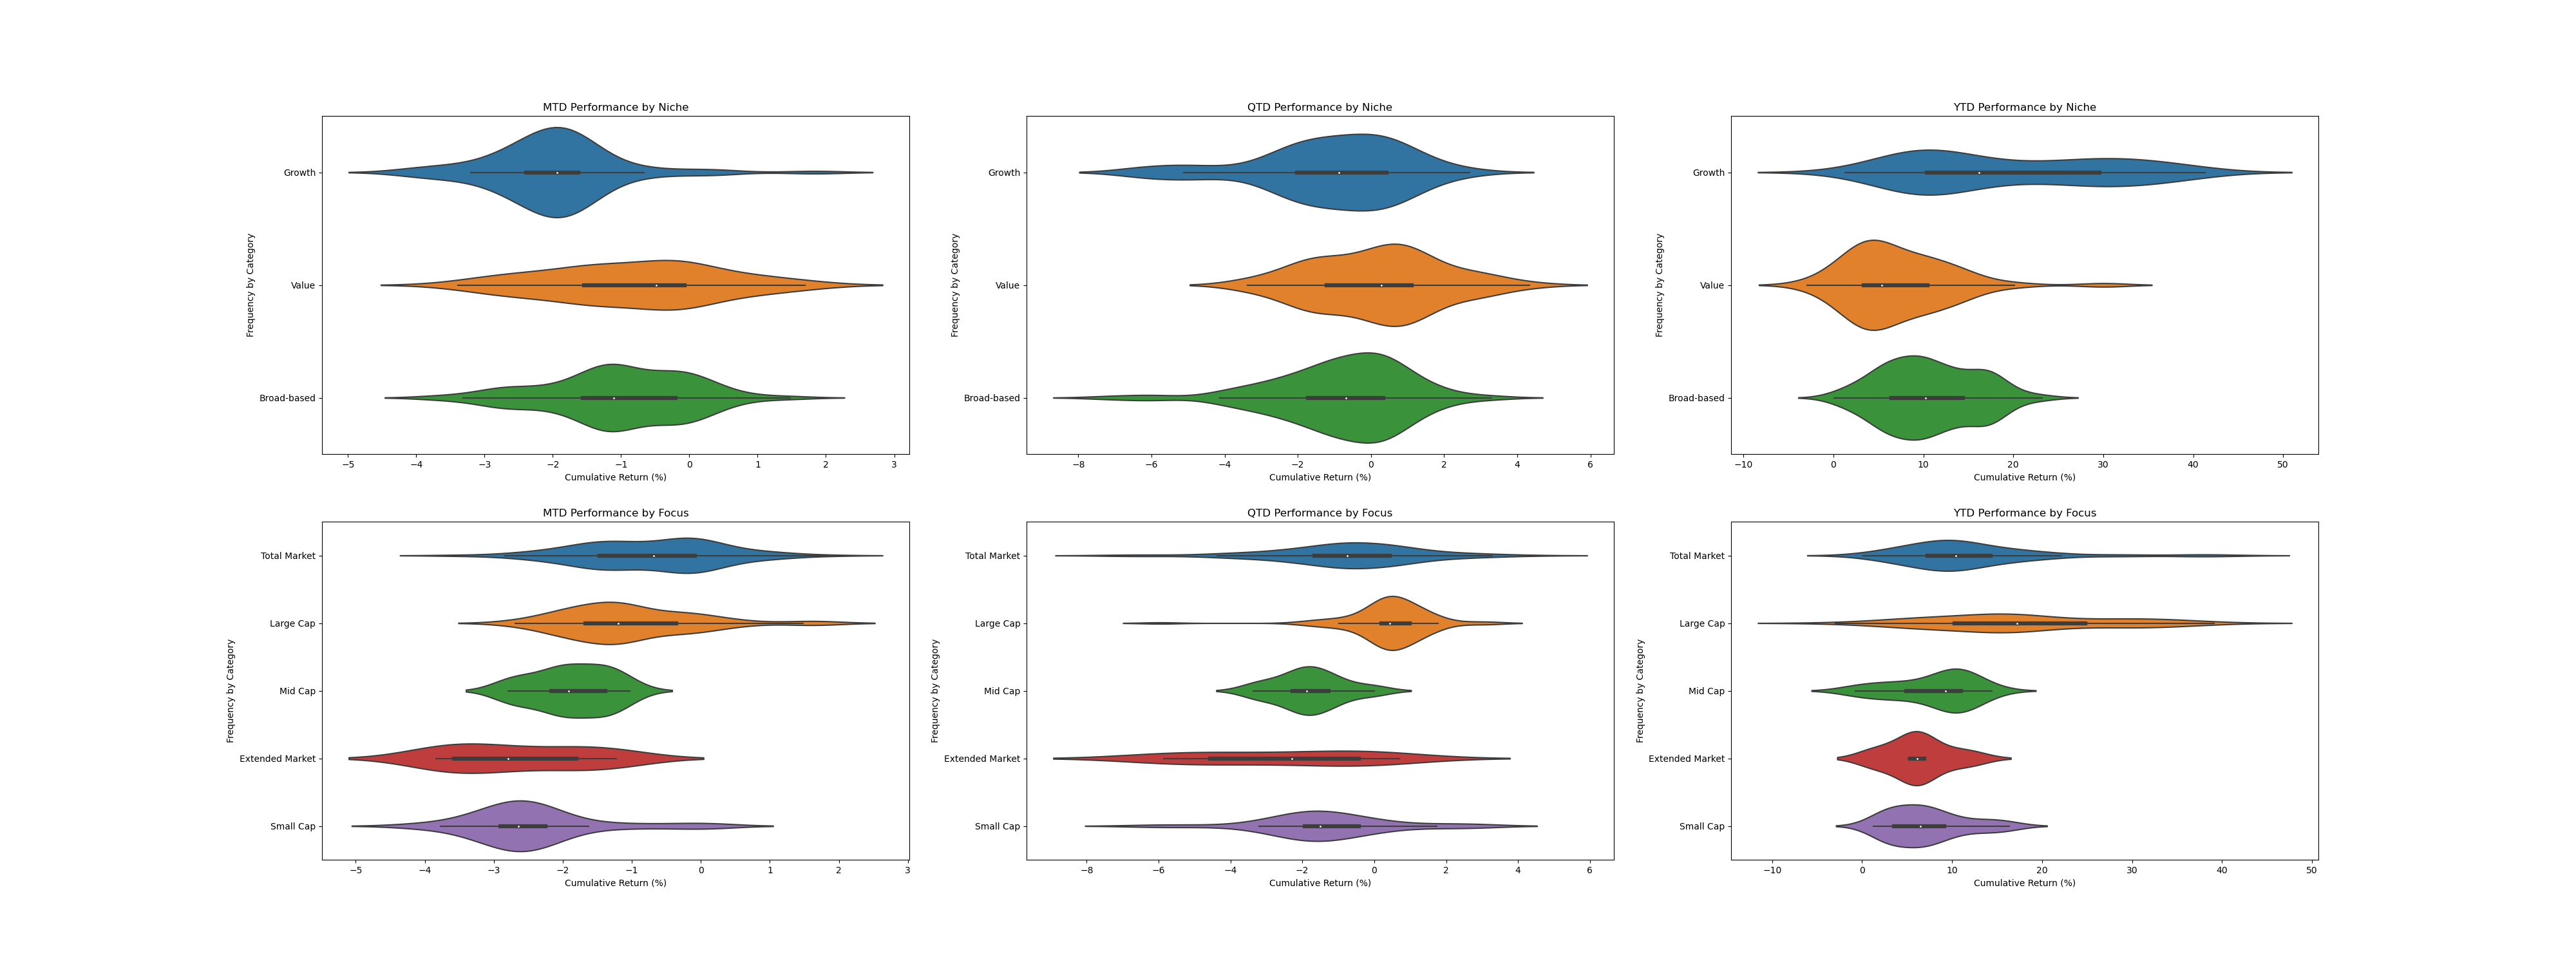 MTD Performance by Niche
Frequency by Category
Growth
Value
Broad-based
−5 −4 −3 −2 −1 0 1 2 3
Cumulative Return (%)
QTD Performance by Niche
Frequency by Category
Growth
Value
Broad-based
−8 −6 −4 −2 0 2 4 6
Cumulative Return (%)
YTD Performance by Niche
Frequency by Category
Growth
Value
Broad-based
−10 0 10 20 30 40 50
Cumulative Return (%)
MTD Performance by Focus
Frequency by Category
Total Market
Large Cap
Mid Cap
Extended Market
Small Cap
−5 −4 −3 −2 −1 0 1 2 3
Cumulative Return (%)
QTD Performance by Focus
Frequency by Category
Total Market
Large Cap
Mid Cap
Extended Market
Small Cap
−8 −6 −4 −2 0 2 4 6
Cumulative Return (%)
YTD Performance by Focus
Frequency by Category
Total Market
Large Cap
Mid Cap
Extended Market
Small Cap
−10 0 10 20 30 40 50
Cumulative Return (%)